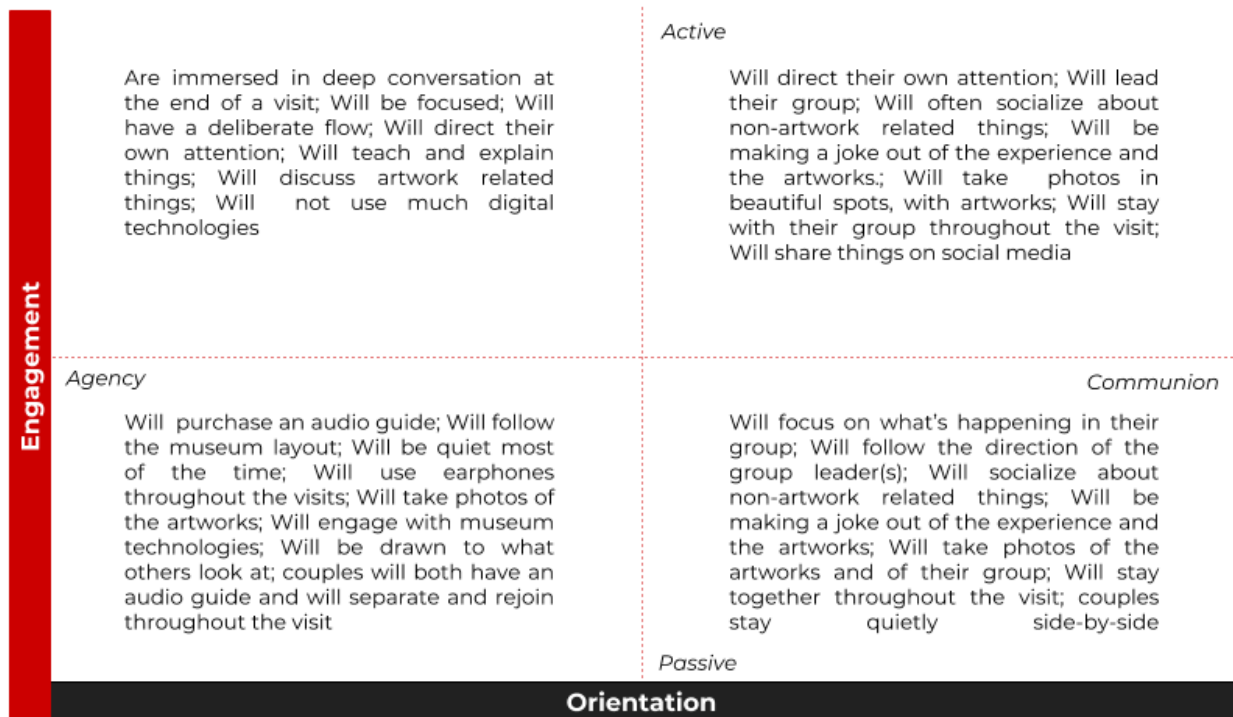 Active
Are immersed in deep conversation at
the end of a visit; Will be focused; Will
have a deliberate flow; Will direct their
own attention; Will teach and explain
things; Will discuss artwork related
things; Will not use much digital
technologies
Will direct their own attention; Will lead
their group; Will often socialize about
non-artwork related things; Will be
making a joke out of the experience and
the artworks.; Will take photos in
beautiful spots, with artworks; Will stay
with their group throughout the visit;
Will share things on social media
Engagement
Agency
Communion
Will purchase an audio guide; Will follow
the museum layout; Will be quiet most
of the time; Will use earphones
throughout the visits; Will take photos of
the artworks; Will engage with museum
technologies; Will be drawn to what
others look at; couples will both have an
audio guide and will separate and rejoin
throughout the visit
Will focus on what's happening in their
group; Will follow the direction of the
group leader(s); Will socialize about
non-artwork related things; Will be
making a joke out of the experience and
the artworks; Will take photos of the
artworks and of their group; Will stay
together throughout the visit; couples
stay quietly side-by-side
Passive
Orientation